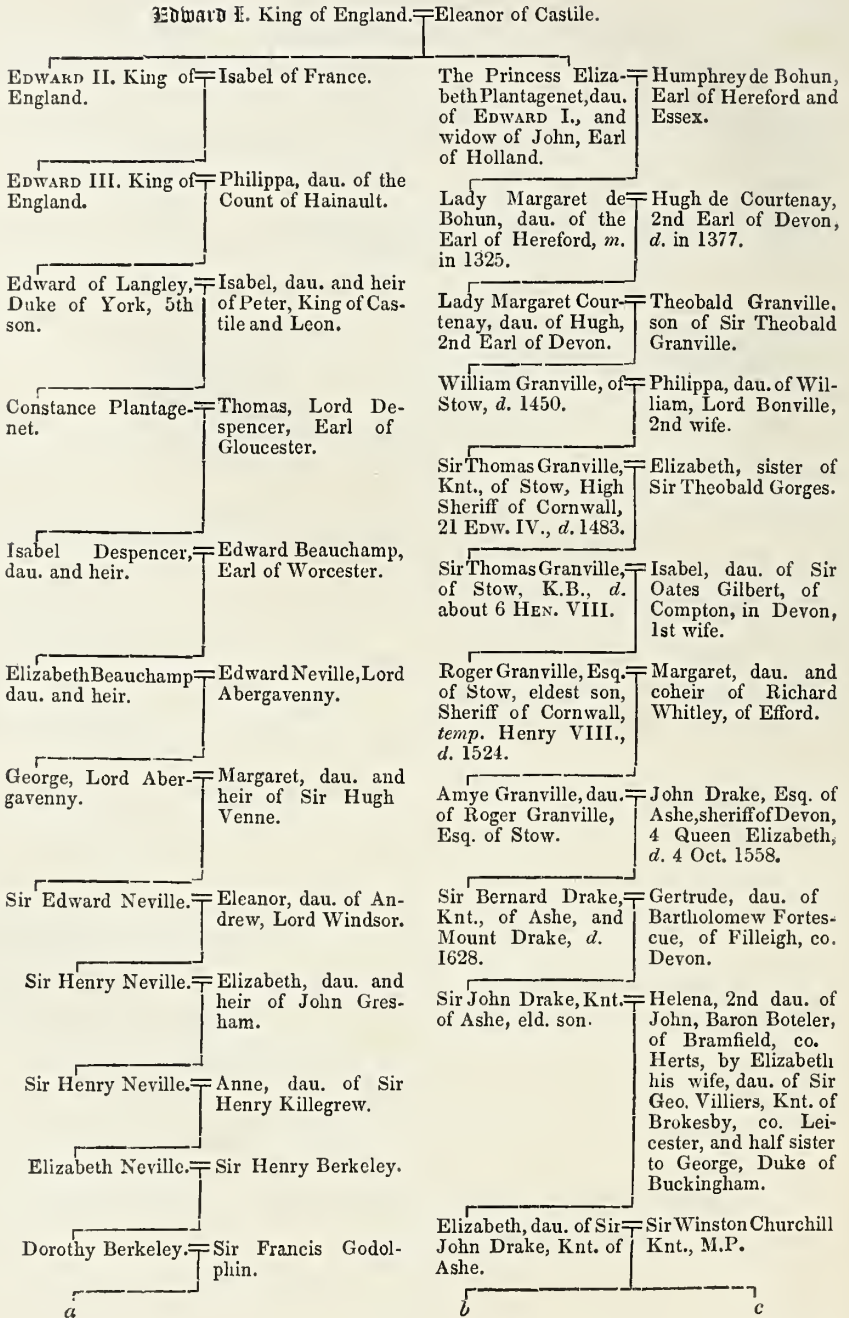 Edward I. King of England. Eleanor of Castile.
EDWARD II. King of England.
Isabel of France.
EDWARD III. King of England.
Philippa, dau. of the Count of Hainault.
Edward of Langley, Duke of York, 5th son.
Isabel, dau. and heir of Peter, King of Castile and Leon.
Constance Plantagenet.
Thomas, Lord Despencer, Earl of Gloucester.
Isabel Despencer, dau. and heir.
Edward Beauchamp, Earl of Worcester.
Elizabeth Beauchamp dau. and heir.
Edward Neville, Lord Abergavenny.
George, Lord Abergavenny.
Margaret, dau. and heir of Sir Hugh Venne.
Sir Edward Neville.
Eleanor, dau. of Andrew, Lord Windsor.
Sir Henry Neville.
Elizabeth, dau. and heir of John Gresham.
Sir Henry Neville.
Anne, dau. of Sir Henry Killegrew.
Elizabeth Neville.
Sir Henry Berkeley.
Dorothy Berkeley.
Sir Francis Godolphin.
a
The Princess Elizabeth Plantagenet, dau. of EDWARD I., and widow of John, Earl of Holland.
Humphrey de Bohun, Earl of Hereford and Essex.
Lady Margaret de Bohun, dau. of the Earl of Hereford, m. in 1325.
Hugh de Courtenay, 2nd Earl of Devon, d. in 1377.
Lady Margaret Courtenay, dau. of Hugh, 2nd Earl of Devon.
Theobald Granville, son of Sir Theobald Granville.
William Granville, of Stow, d. 1450.
Philippa, dau. of William, Lord Bonville, 2nd wife.
Sir Thomas Granville, Knt., of Stow, High Sheriff of Cornwall, 21 EDW. IV., d. 1483.
Elizabeth, sister of Sir Theobald Gorges.
Sir Thomas Granville, of Stow, K.B., d. about 6 HEN. VIII.
Isabel, dau. of Sir Oates Gilbert, of Compton, in Devon, 1st wife.
Roger Granville, Esq. of Stow, eldest son, Sheriff of Cornwall, temp. Henry VIII., d. 1524.
Margaret, dau. and coheir of Richard Whitley, of Efford.
Amye Granville, dau. of Roger Granville, Esq. of Stow.
John Drake, Esq. of Ashe, sheriff of Devon, 4 Queen Elizabeth, d. 4 Oct. 1558.
Sir Bernard Drake, Knt., of Ashe, and Mount Drake, d. 1628.
Gertrude, dau. of Bartholomew Fortescue, of Filleigh, co. Devon.
Sir John Drake, Knt. of Ashe, eld. son.
Helena, 2nd dau. of John, Baron Boteler, of Bramfield, co. Herts, by Elizabeth his wife, dau. of Sir Geo. Villiers, Knt. of Brokesby, co. Leicester, and half sister to George, Duke of Buckingham.
Elizabeth, dau. of Sir John Drake, Knt. of Ashe.
Sir Winston Churchill Knt., M.P.
b
c